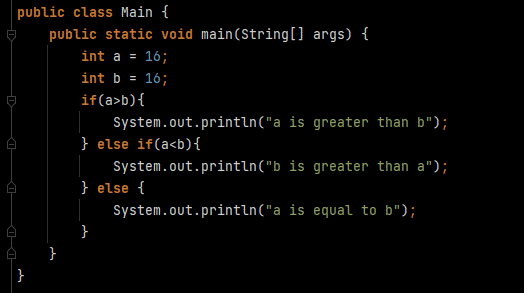 public class Main {
    public static void main(String[] args) {
        int a = 16;
        int b = 16;
        if(a>b){
            System.out.println("a is greater than b");
        } else if(a<b){
            System.out.println("b is greater than a");
        } else {
            System.out.println("a is equal to b");
        }
    }
}